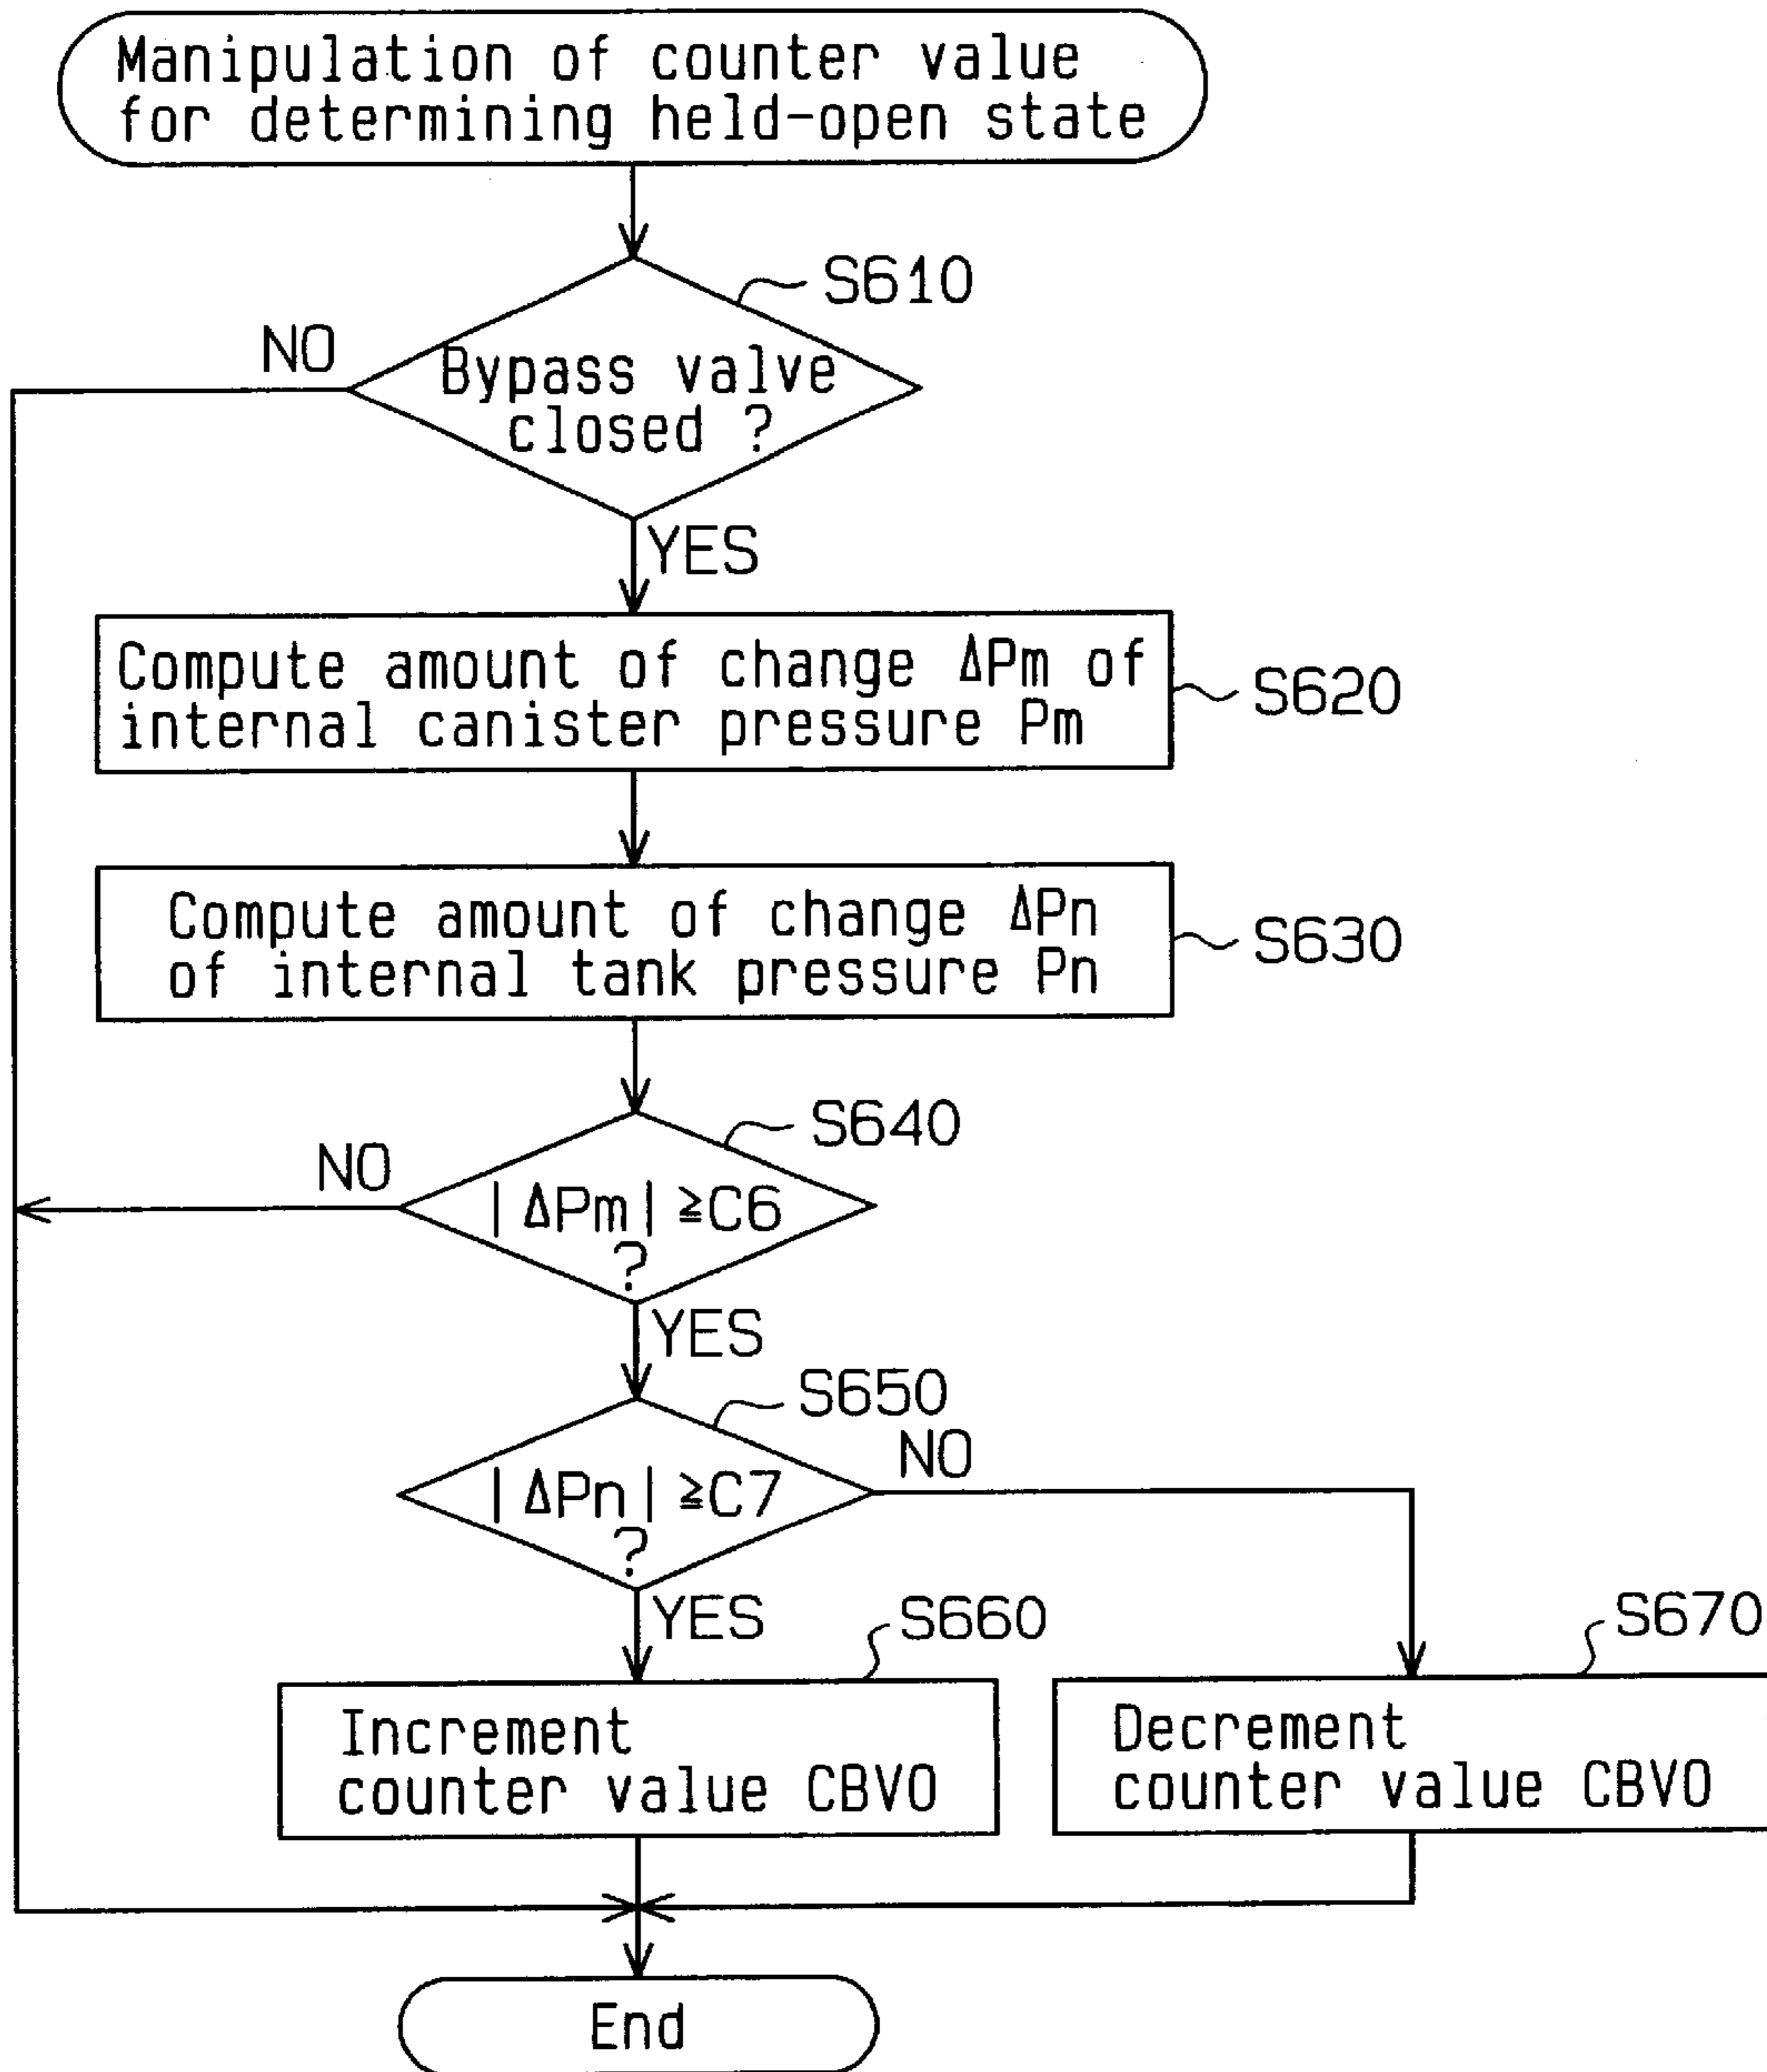 Manipulation of counter value
for determining held-open state
S610
NO
Bypass valve
closed ?
YES
Compute amount of change ΔPm of
internal canister pressure Pm
S620
Compute amount of change ΔPn
of internal tank pressure Pn
S630
S640
NO
|ΔPm| ≧C6
?
YES
S650
NO
|ΔPn| ≧C7
?
YES
S660
S670
Increment
counter value CBVO
Decrement
counter value CBVO
End